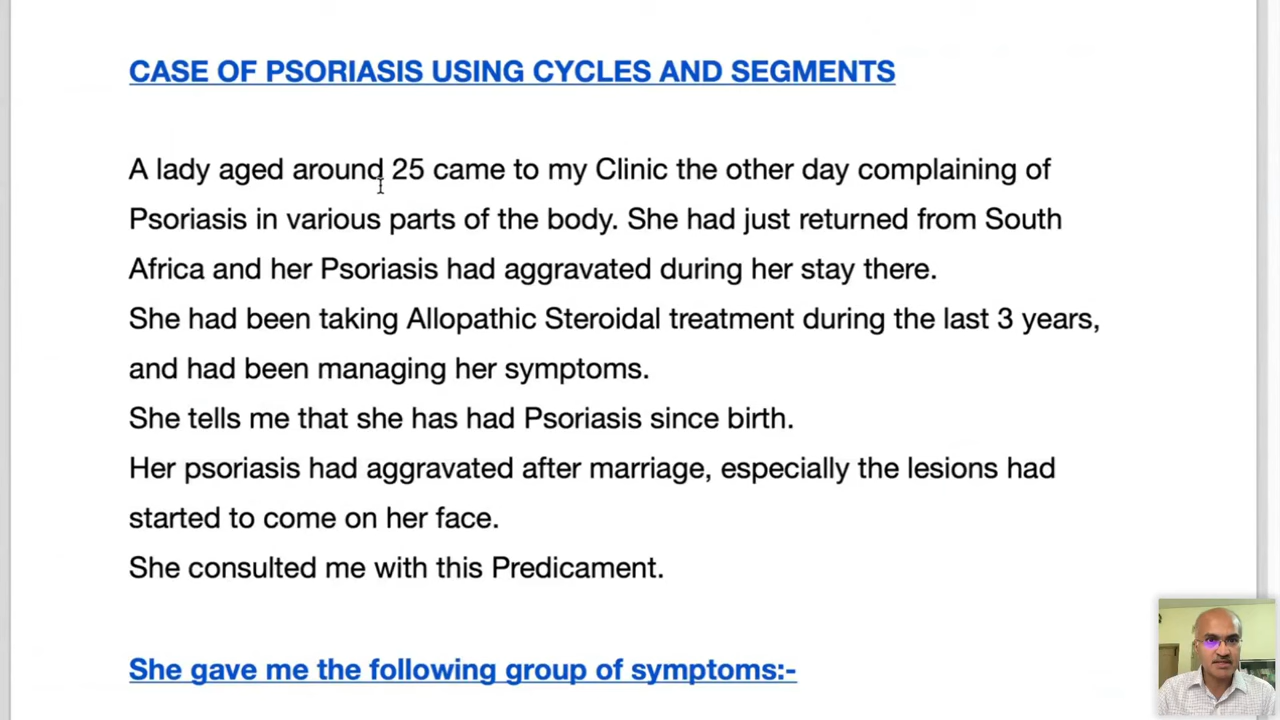 CASE OF PSORIASIS USING CYCLES AND SEGMENTS
A lady aged around 25 came to my Clinic the other day complaining of
Psoriasis in various parts of the body. She had just returned from South
Africa and her Psoriasis had aggravated during her stay there.
She had been taking Allopathic Steroidal treatment during the last 3 years,
and had been managing her symptoms.
She tells me that she has had Psoriasis since birth.
Her psoriasis had aggravated after marriage, especially the lesions had
started to come on her face.
She consulted me with this Predicament.
She gave me the following group of symptoms:-